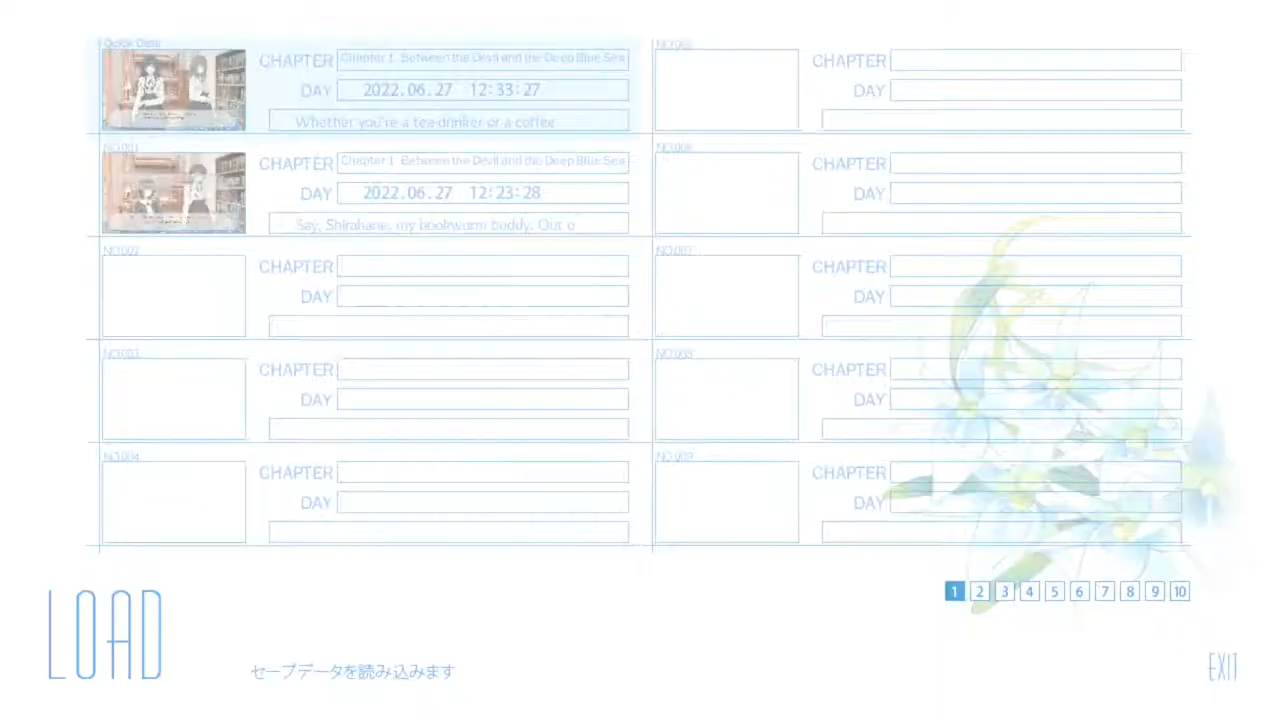 Quick Data
CHAPTER Chapter 1 Between the Devil and the Deep Blue Sea
DAY 2022.06.27 12:33:27
Whether you're a tea drinker or a coffee
NO.001
CHAPTER Chapter 1 Between the Devil and the Deep Blue Sea
DAY 2022.06.27 12:23:28
Say, Shirahane, my bookworm buddy. Out o
NO.002
CHAPTER
DAY
NO.003
CHAPTER
DAY
NO.004
CHAPTER
DAY
NO.005
CHAPTER
DAY
NO.006
CHAPTER
DAY
NO.007
CHAPTER
DAY
NO.008
CHAPTER
DAY
NO.009
CHAPTER
DAY
1 2 3 4 5 6 7 8 9 10
LOAD
セーブデータを読み込みます
EXIT